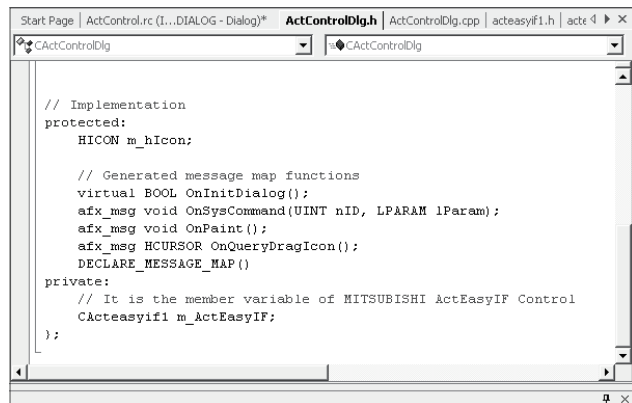 Start Page | ActControl.rc (I...DIALOG - Dialog)* ActControlDlg.h | ActControlDlg.cpp | acteasyif1.h | acte
CActControlDlg CActControlDlg
// Implementation
protected:
HICON m_hIcon;
// Generated message map functions
virtual BOOL OnInitDialog();
afx_msg void OnSysCommand(UINT nID, LPARAM lParam);
afx_msg void OnPaint();
afx_msg HCURSOR OnQueryDragIcon();
DECLARE_MESSAGE_MAP()
private:
// It is the member variable of MITSUBISHI ActEasyIF Control
CActeasyif1 m_ActEasyIF;
};